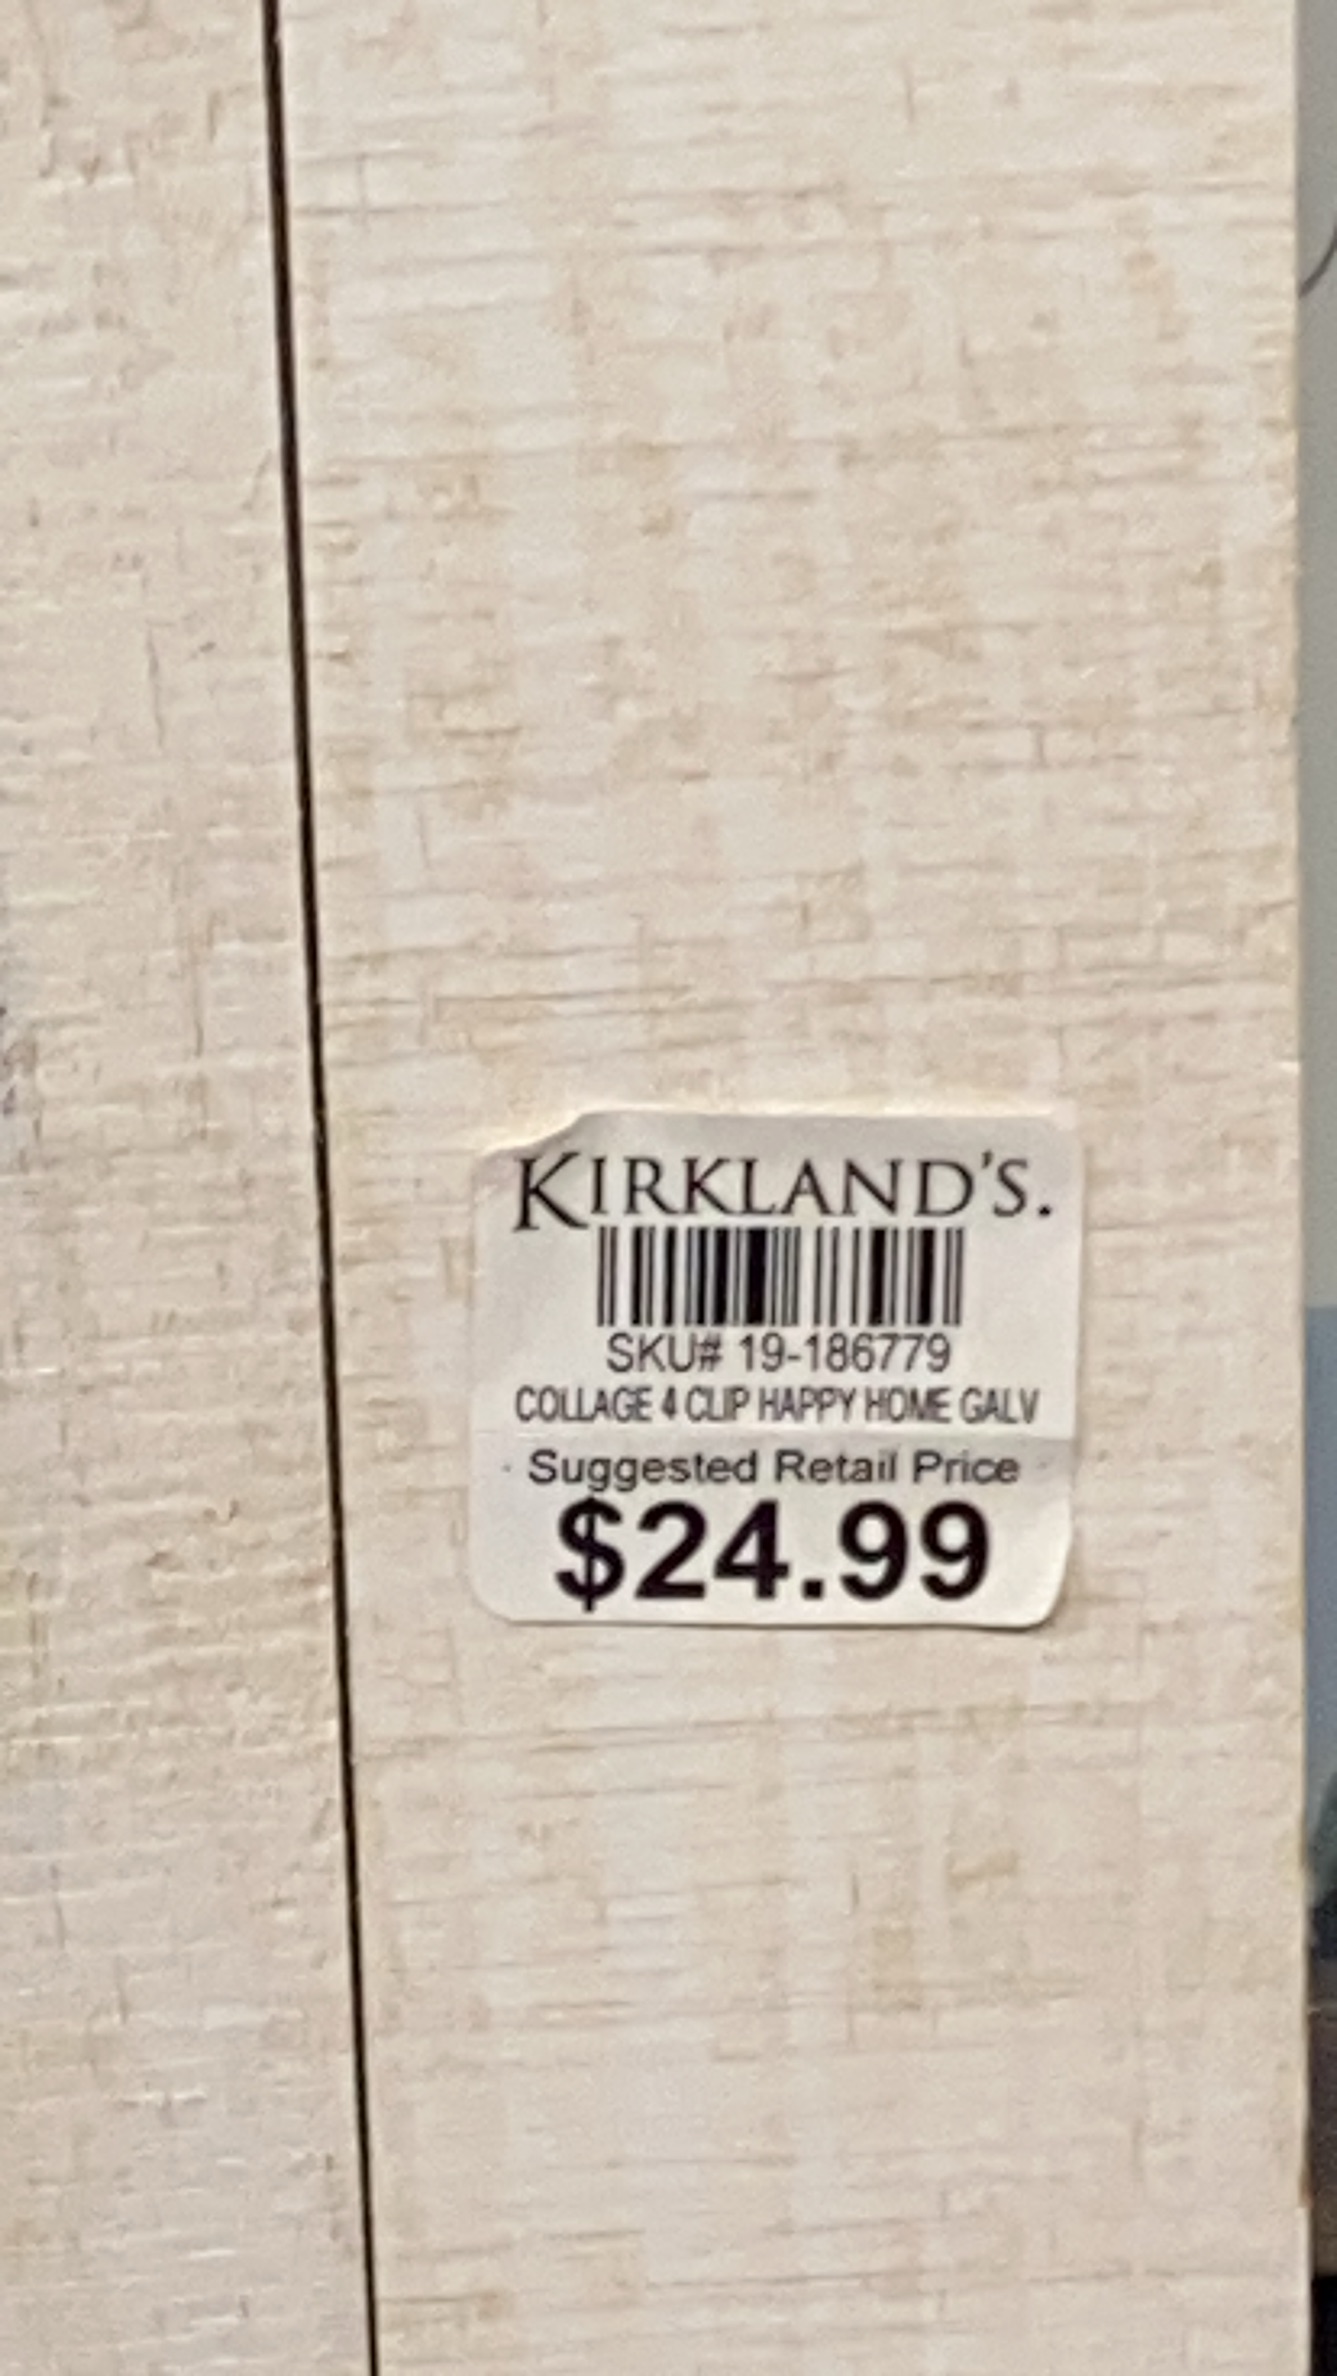 KIRKLAND'S.
SKU# 19-186779
COLLAGE 4 CLIP HAPPY HOME GALV
Suggested Retail Price
$24.99